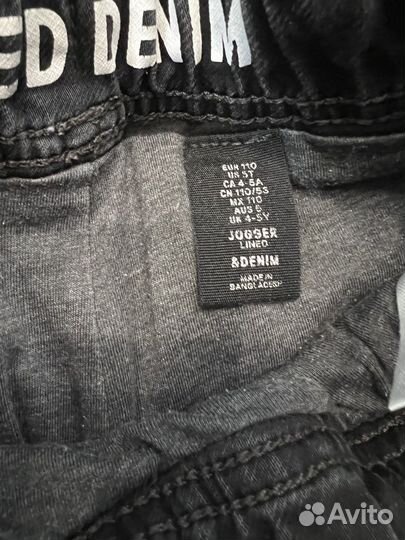 ED DENIM
EUR 110
US 5T
CA 4-5A
CN 110/53
MX 110
AUS 5
UK 4-5Y
JOGGER
LINED
&DENIM
MADE IN
BANGLADESH
Avito